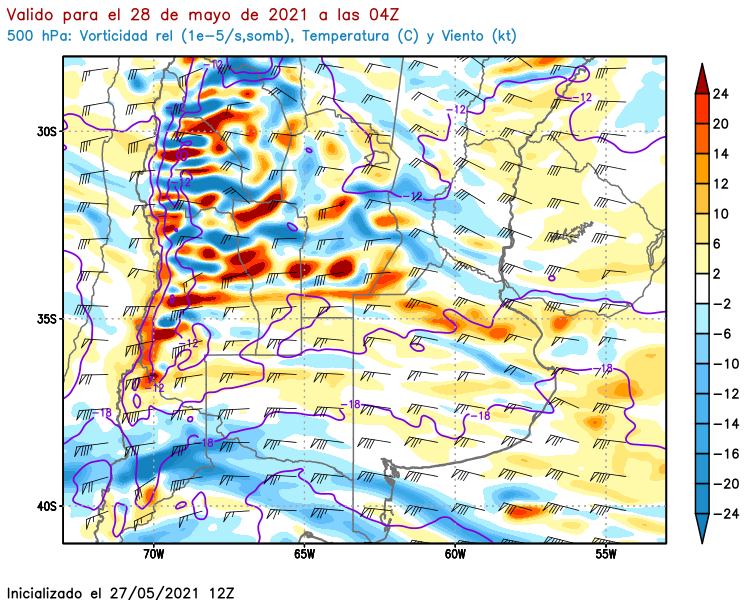 Valido para el 28 de mayo de 2021 a las 04Z
500 hPa: Vorticidad rel (1e-5/s,somb), Temperatura (C) y Viento (kt)
-12
-12
-12
30S
-12
-12
35S
-12
-12
-18
-18
-18
-18
-18
40S
70W
65W
60W
55W
24
20
14
12
10
6
2
-2
-6
-10
-12
-14
-16
-20
-24
Inicializado el 27/05/2021 12Z